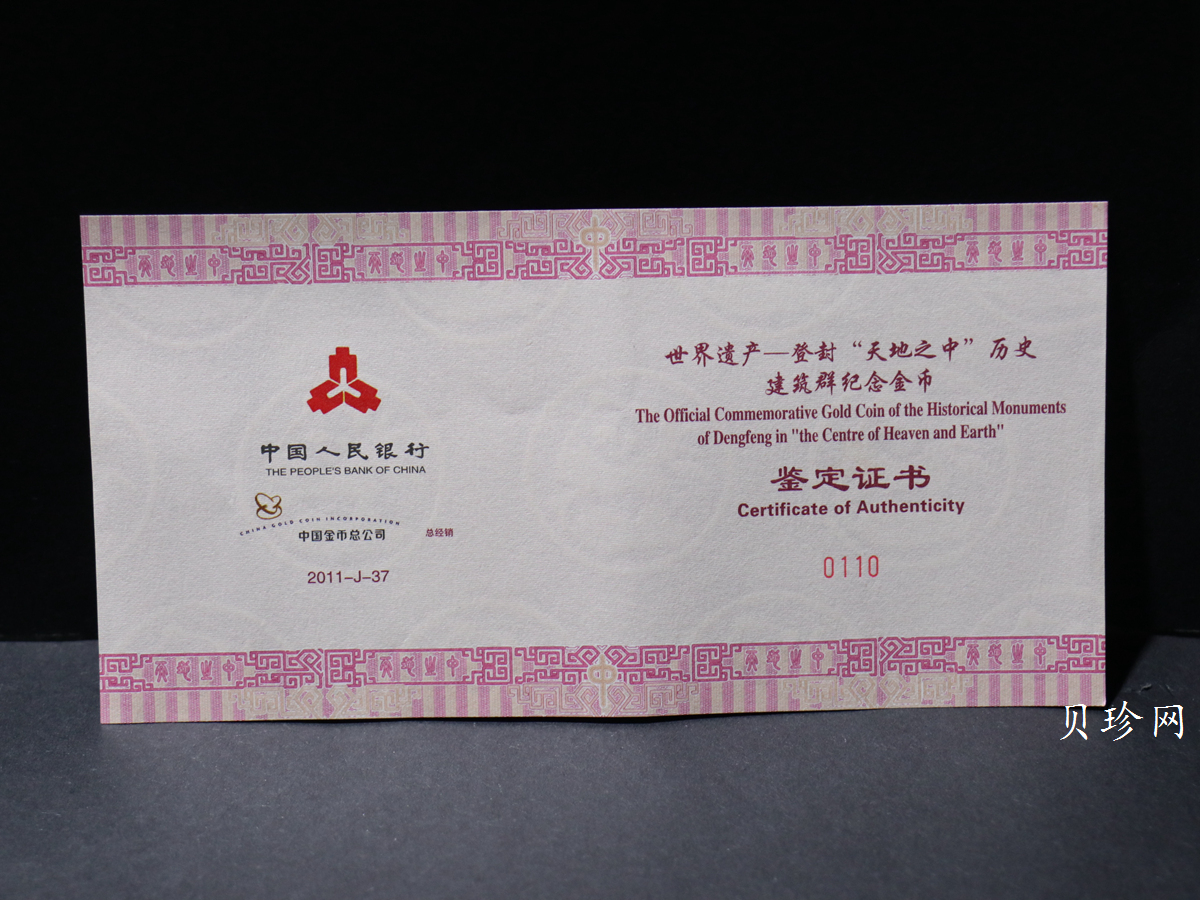 中国人民银行
THE PEOPLE'S BANK OF CHINA
CHINA GOLD COIN INCORPORATION
中国金币总公司
总经销
2011-J-37
世界遗产—登封“天地之中”历史
建筑群纪念金币
The Official Commemorative Gold Coin of the Historical Monuments
of Dengfeng in "the Centre of Heaven and Earth"
鉴定证书
Certificate of Authenticity
0110
贝珍网